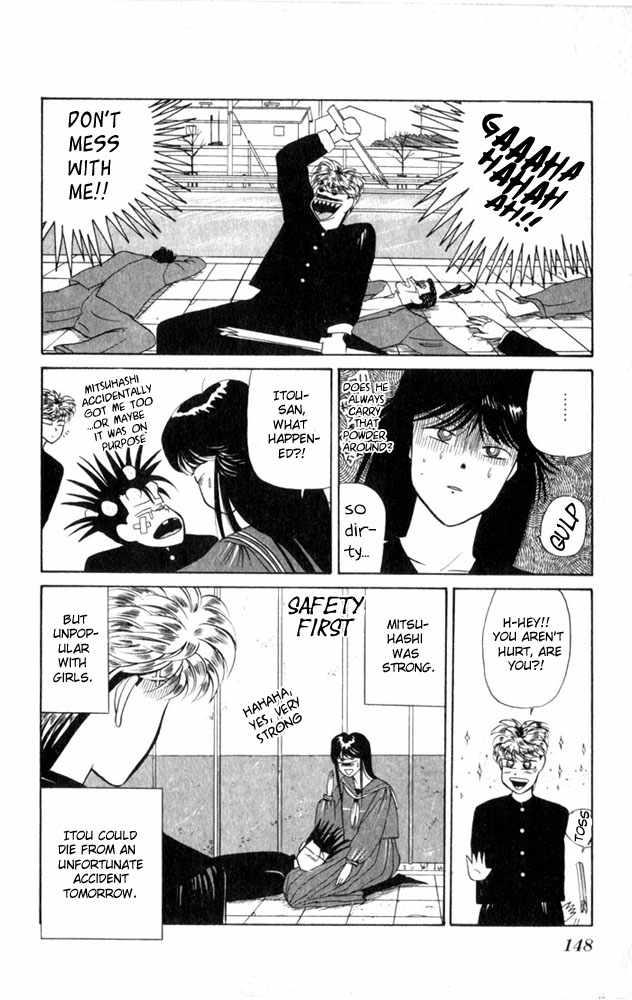 GAAAHA
HAHAH
AH!!
DON'T
MESS
WITH
ME!!
......
GULP
DOES HE
ALWAYS
CARRY
THAT
POWDER
AROUND?
SO
DIR-
TY...
ITOU-
SAN,
WHAT
HAPPEN-
ED?!
MITSUHASHI
ACCIDENTALLY
GOT ME TOO
...OR MAYBE
IT WAS ON
PURPOSE
H-HEY!!
YOU AREN'T
HURT, ARE
YOU?!
TOSS
MITSU-
HASHI
WAS
STRONG.
SAFETY
FIRST
HAHAHA,
YES, VERY
STRONG
BUT
UNPOP-
ULAR
WITH
GIRLS.
ITOU COULD
DIE FROM AN
UNFORTUNATE
ACCIDENT
TOMORROW.
148